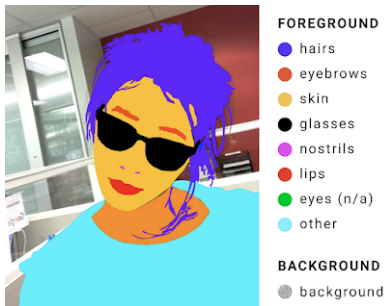 FOREGROUND
hairs
eyebrows
skin
glasses
nostrils
lips
eyes (n/a)
other
BACKGROUND
background